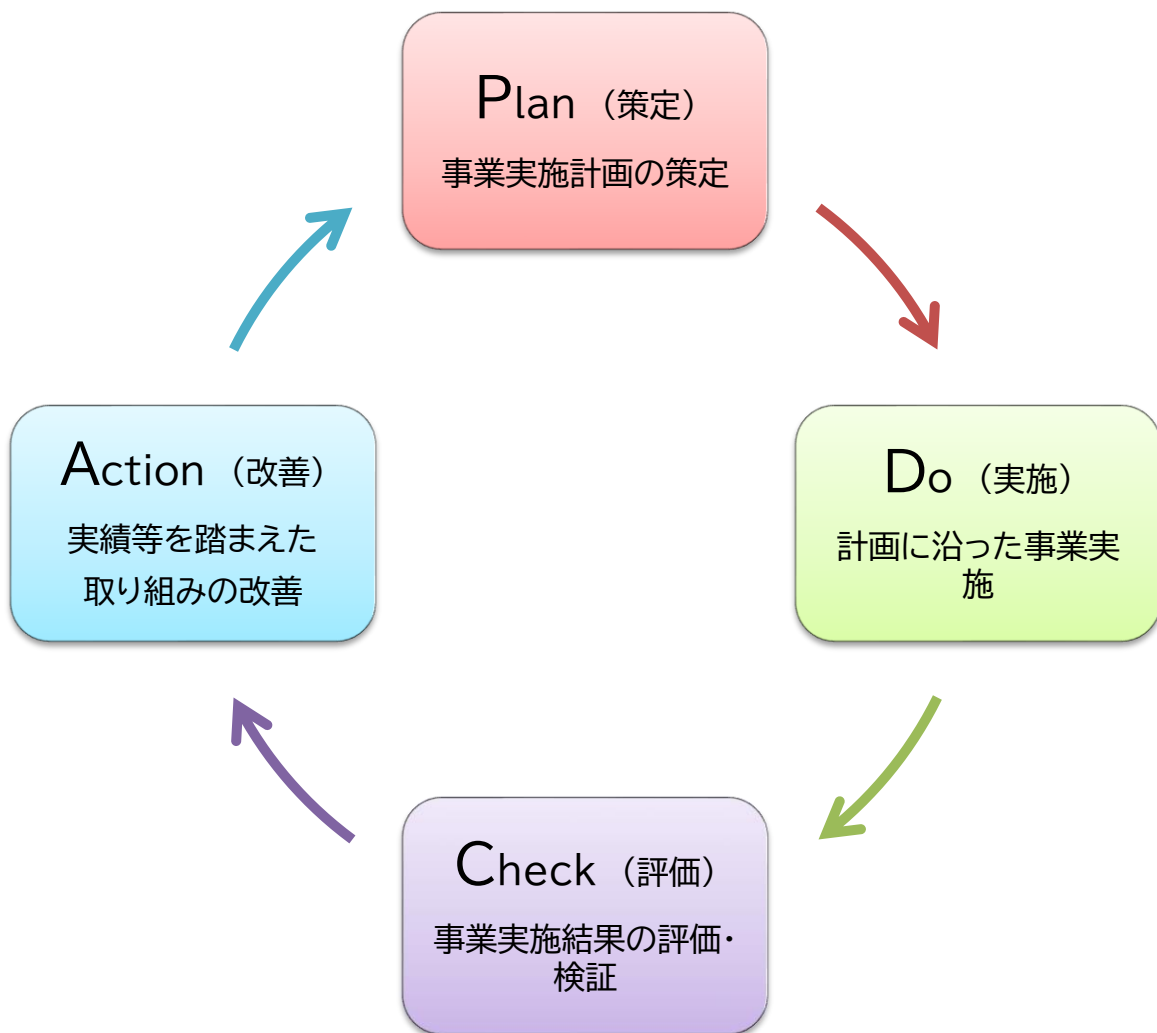 Plan（策定）
事業実施計画の策定
Do（実施）
計画に沿った事業実
施
Check（評価）
事業実施結果の評価・
検証
Action（改善）
実績等を踏まえた
取り組みの改善